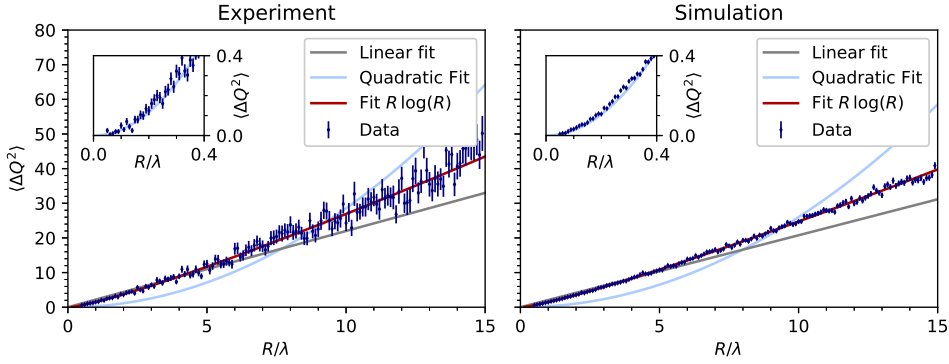 Experiment
80
70
60
50
40
30
20
10
0
⟨ΔQ²⟩
0 5 10 15
R/λ
Linear fit
Quadratic Fit
Fit R log(R)
Data
0.4
0.0
⟨ΔQ²⟩
0.0 0.4
R/λ
Simulation
0 5 10 15
R/λ
Linear fit
Quadratic Fit
Fit R log(R)
Data
0.4
0.0
⟨ΔQ²⟩
0.0 0.4
R/λ